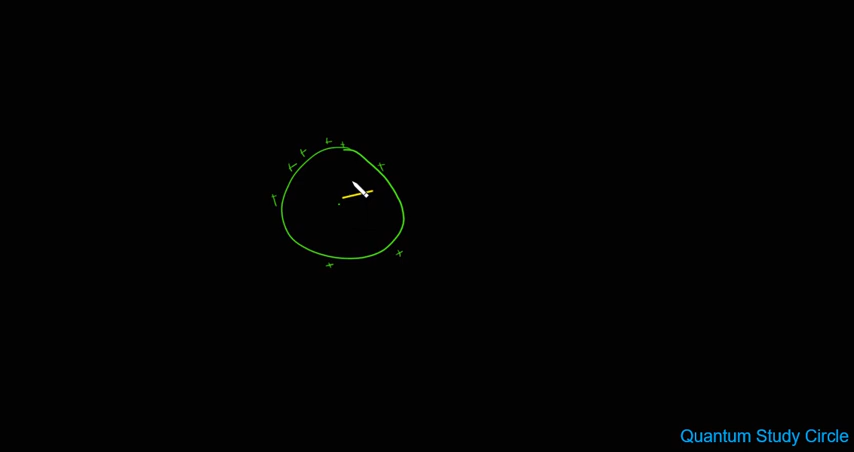 + + + +
+ +
+
+ +
Quantum Study Circle